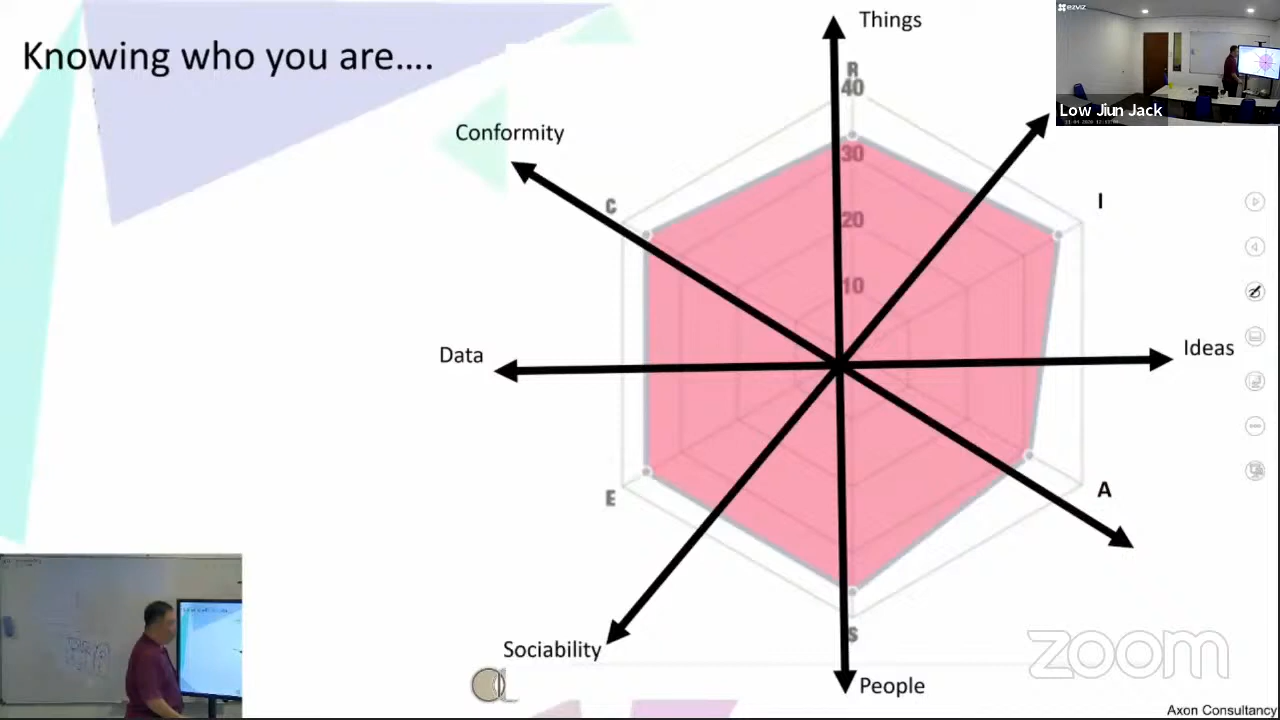 Knowing who you are....
Things
R
40
Conformity
30
C
I
20
10
Data
Ideas
E
A
Sociability
S
People
zoom
Axon Consultancy
ezviz
Low Jiun Jack